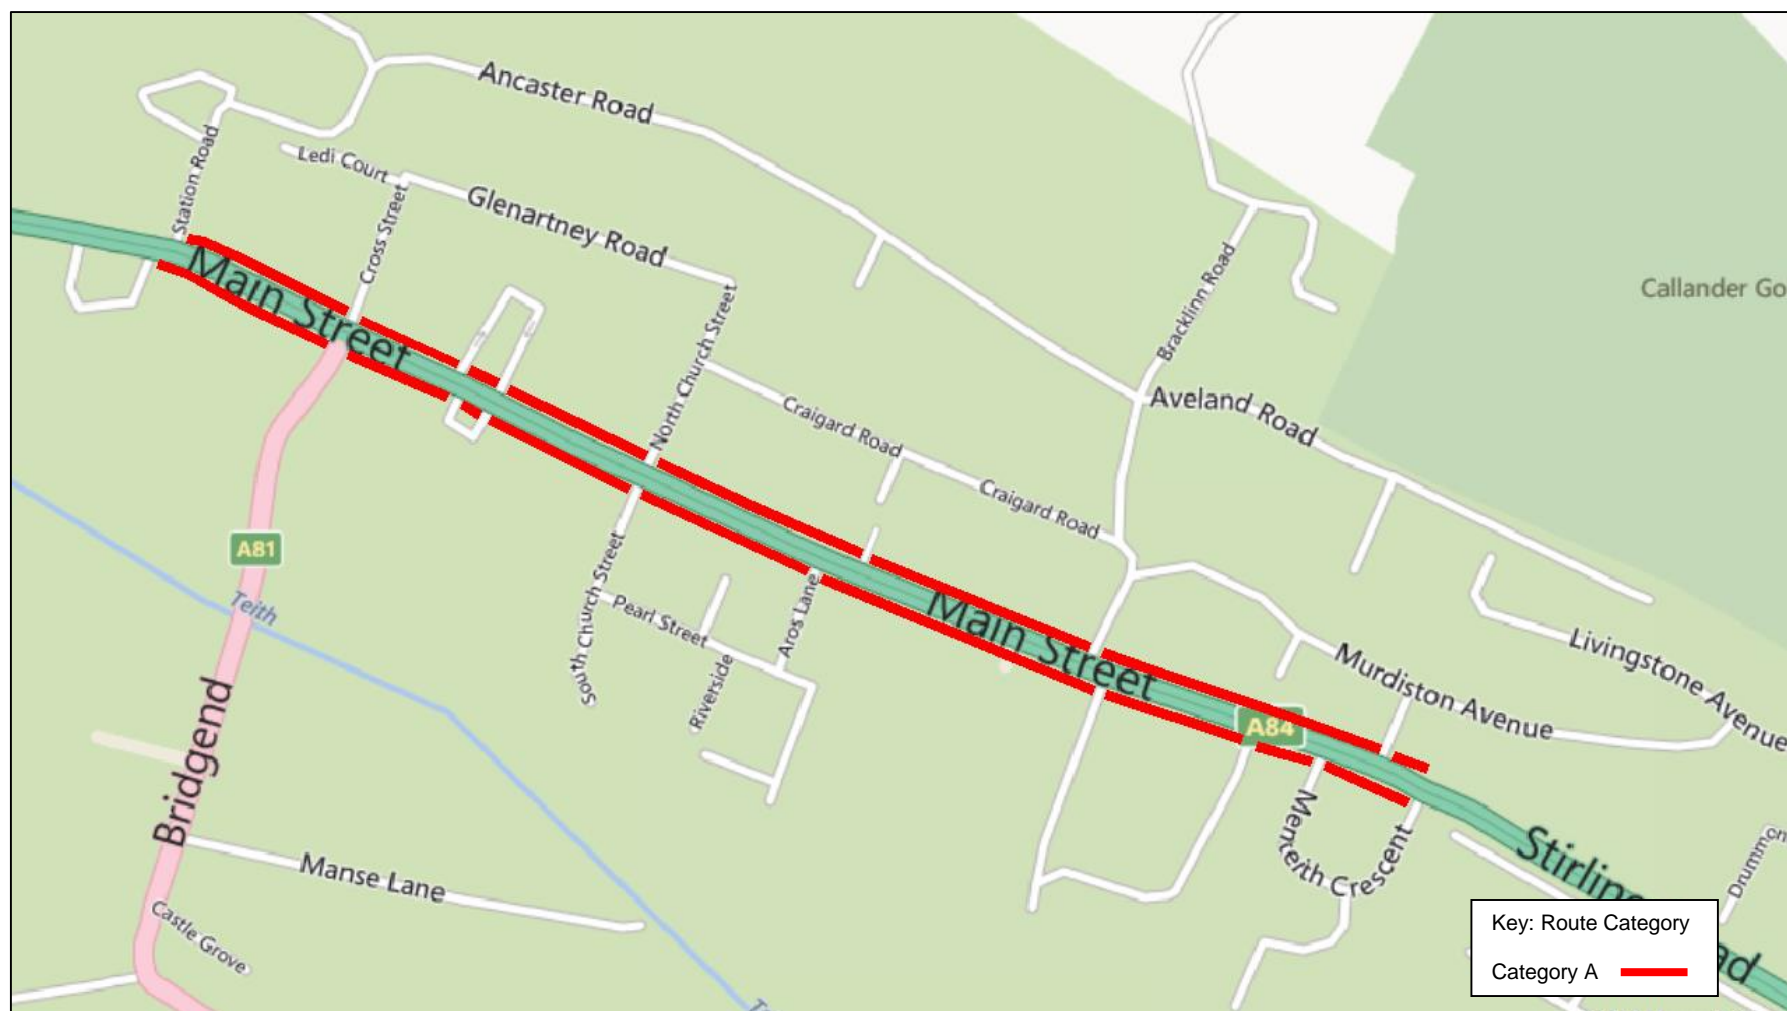 Ancaster Road
Ledi Court
Station Road
Cross Street
Glenartney Road
Main Street
North Church Street
Bracklinn Road
Callander Go
Craigard Road
Aveland Road
Craigard Road
A81
Teith
South Church Street
Pearl Street
Riverside
Aros Lane
Main Street
A84
Murdiston Avenue
Livingstone Avenue
Bridgend
Menteith Crescent
Manse Lane
Castle Grove
Stirling
ad
Key: Route Category
Category A